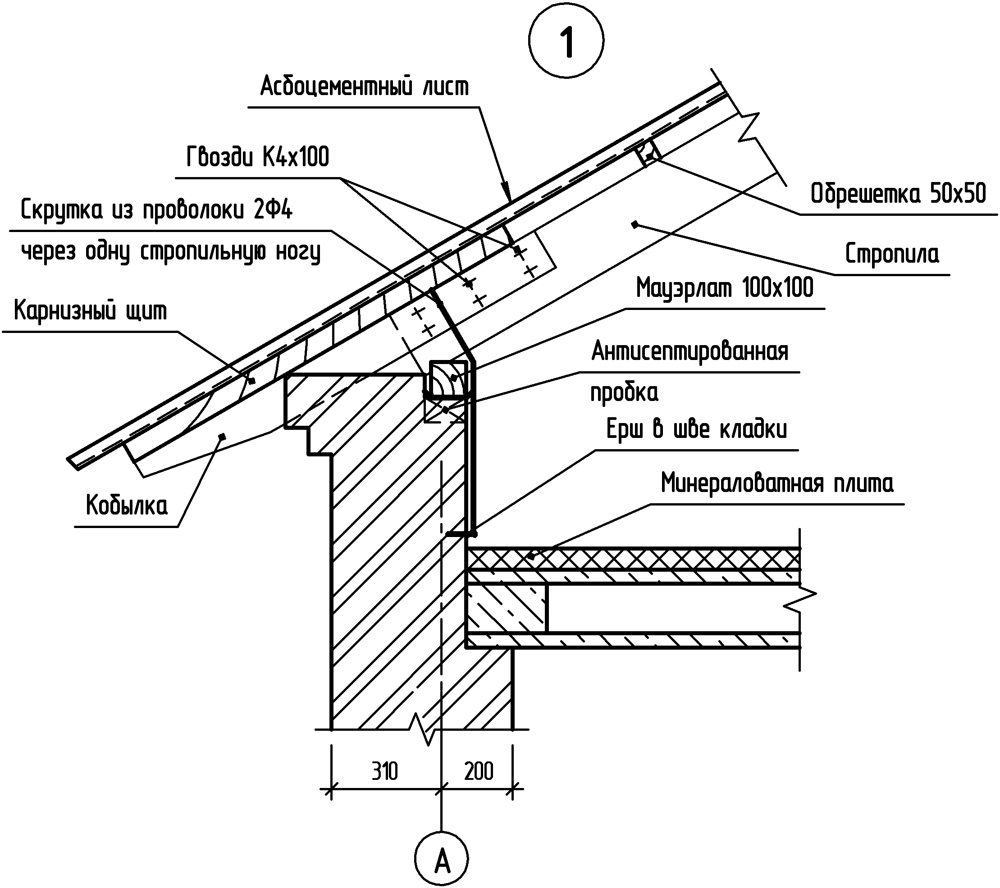 1
Асбоцементный лист
Гвозди К4х100
Скрутка из проволоки 2Ф4
через одну стропильную ногу
Обрешетка 50х50
Стропила
Мауэрлат 100х100
Карнизный щит
Антисептированная
пробка
Ерш в шве кладки
Минераловатная плита
Кобылка
310
200
А